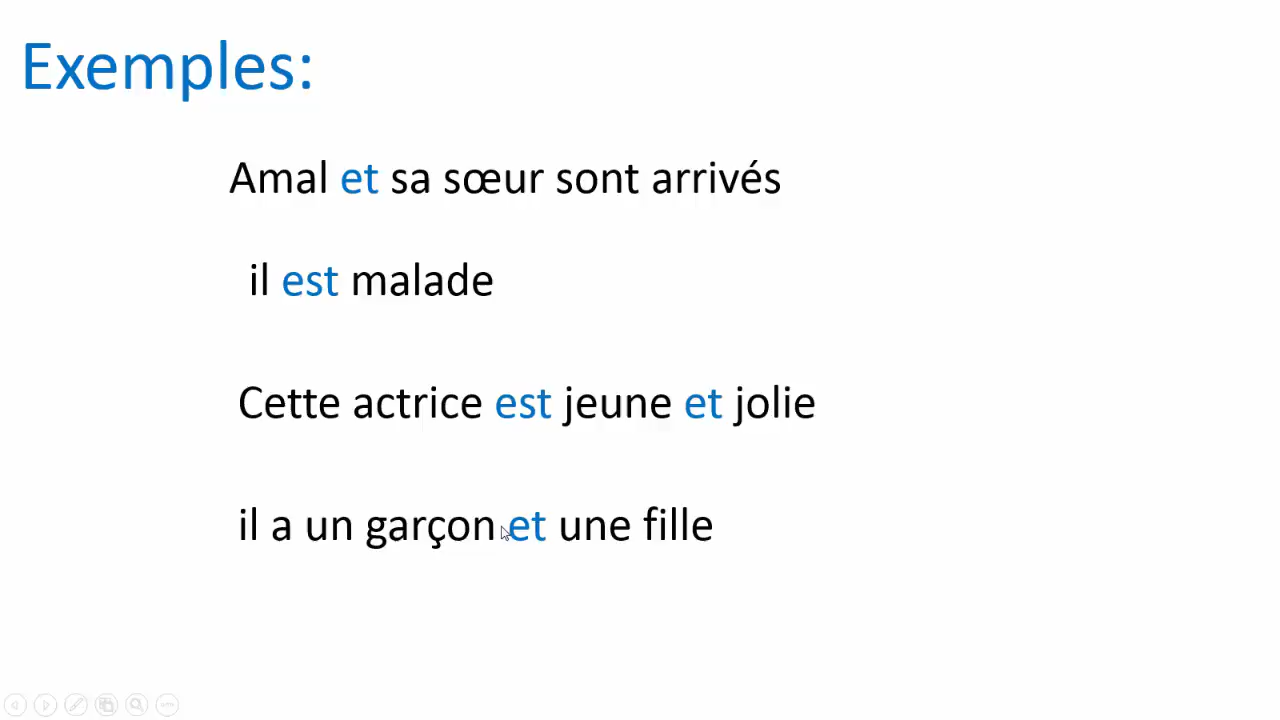 Exemples:
Amal et sa sœur sont arrivés
il est malade
Cette actrice est jeune et jolie
il a un garçon et une fille